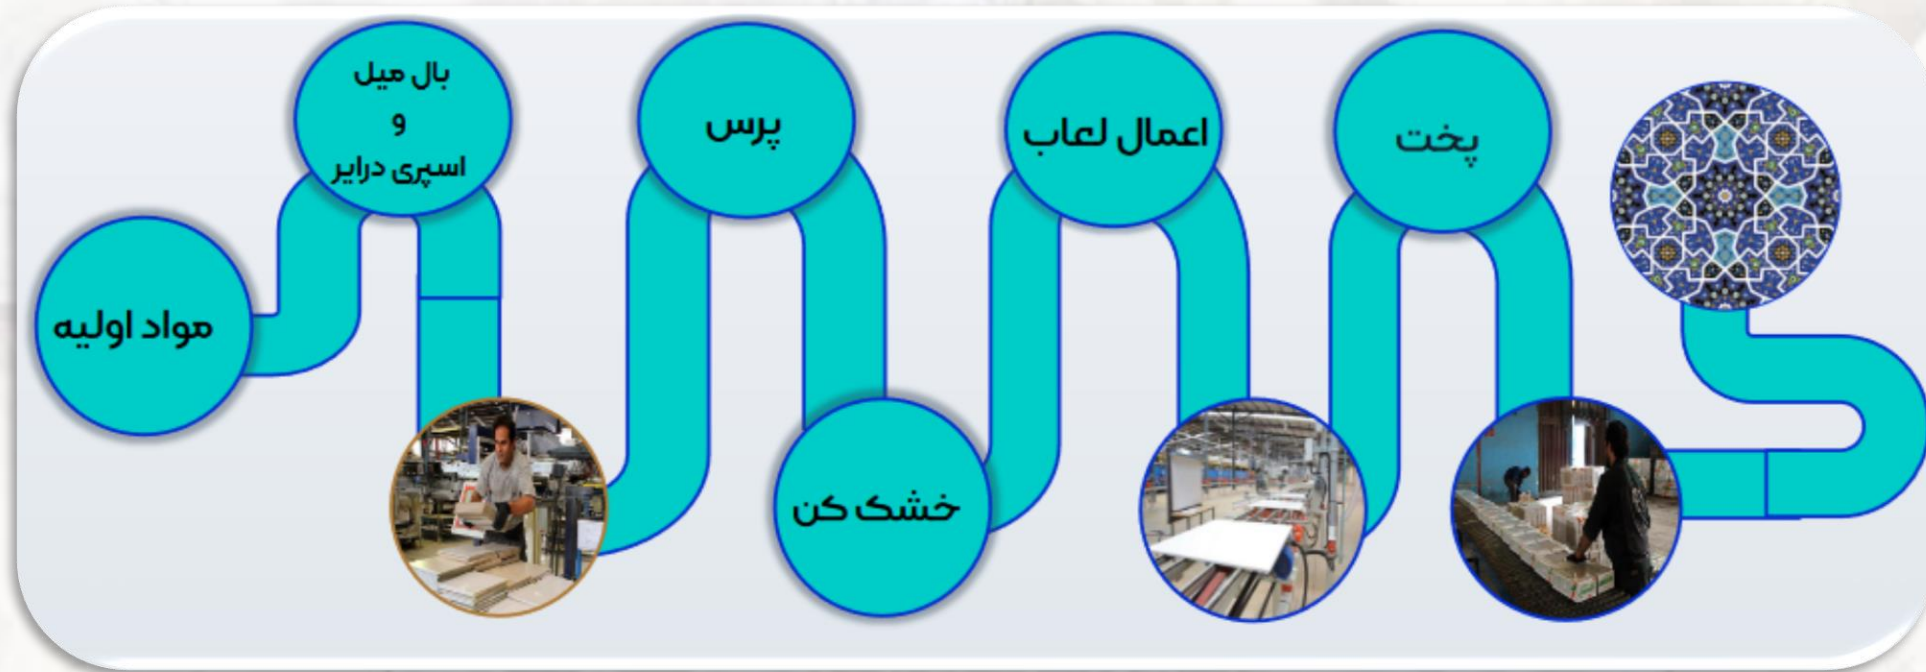 مواد اولیه
بال میل
و
اسپری درایر
پرس
خشک کن
اعمال لعاب
پخت